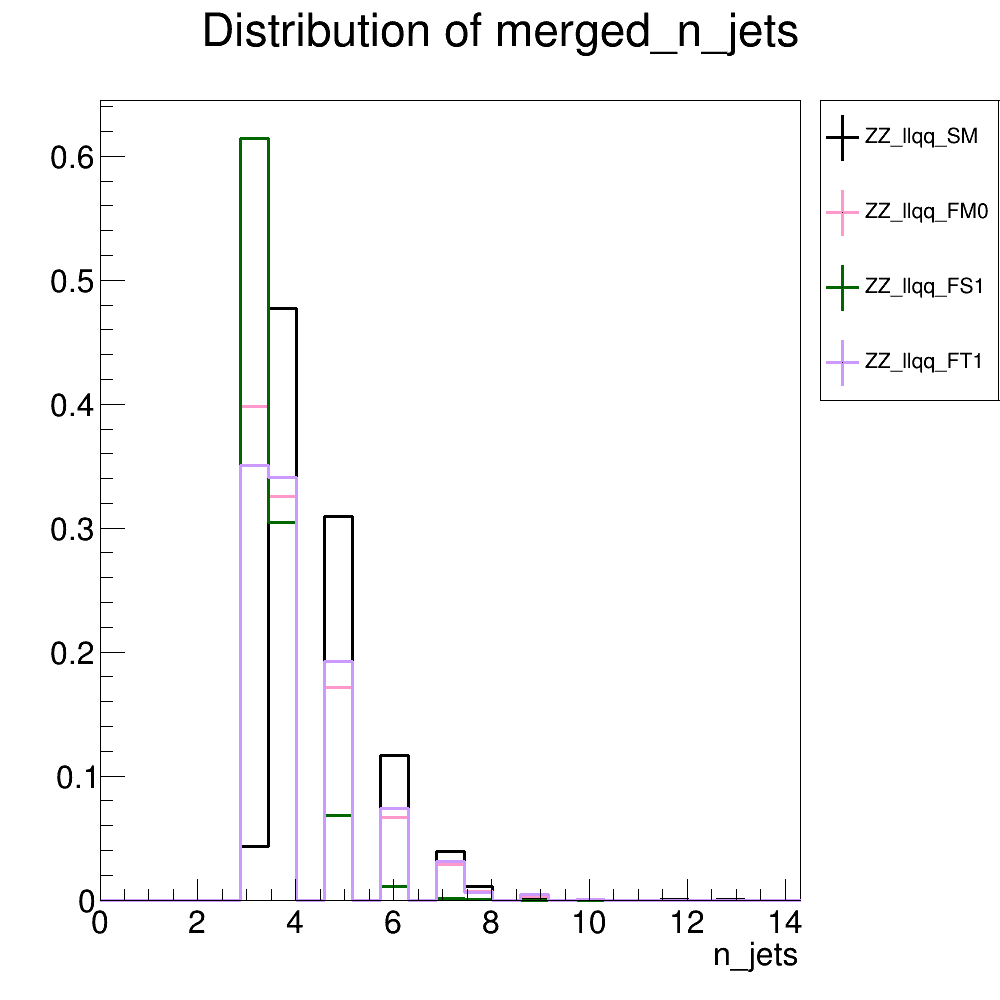 Distribution of merged_n_jets
ZZ_llqq_SM
ZZ_llqq_FM0
ZZ_llqq_FS1
ZZ_llqq_FT1
0.6
0.5
0.4
0.3
0.2
0.1
0
0 2 4 6 8 10 12 14
n_jets